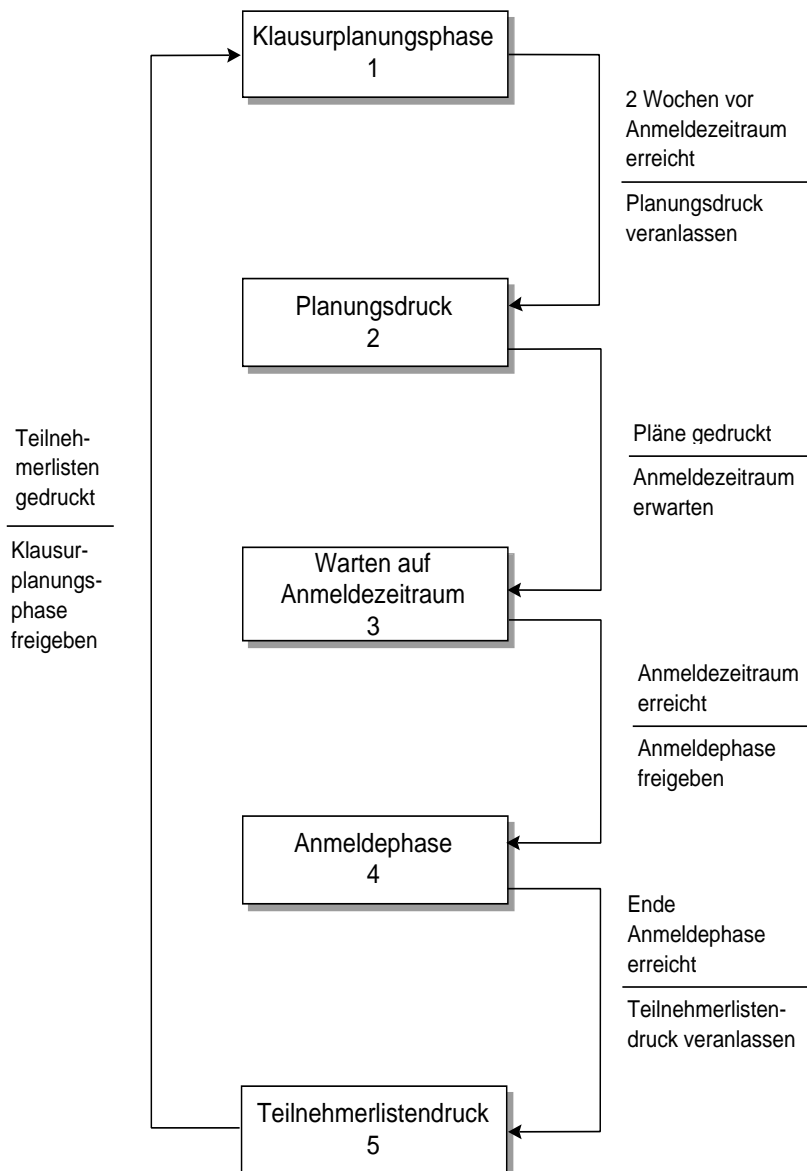 Klausurplanungsphase
1
2 Wochen vor
Anmeldezeitraum
erreicht
Planungsdruck
veranlassen
Planungsdruck
2
Pläne gedruckt
Anmeldezeitraum
erwarten
Teilneh-
merlisten
gedruckt
Klausur-
planungs-
phase
freigeben
Warten auf
Anmeldezeitraum
3
Anmeldezeitraum
erreicht
Anmeldephase
freigeben
Anmeldephase
4
Ende
Anmeldephase
erreicht
Teilnehmerlisten-
druck veranlassen
Teilnehmerlistendruck
5